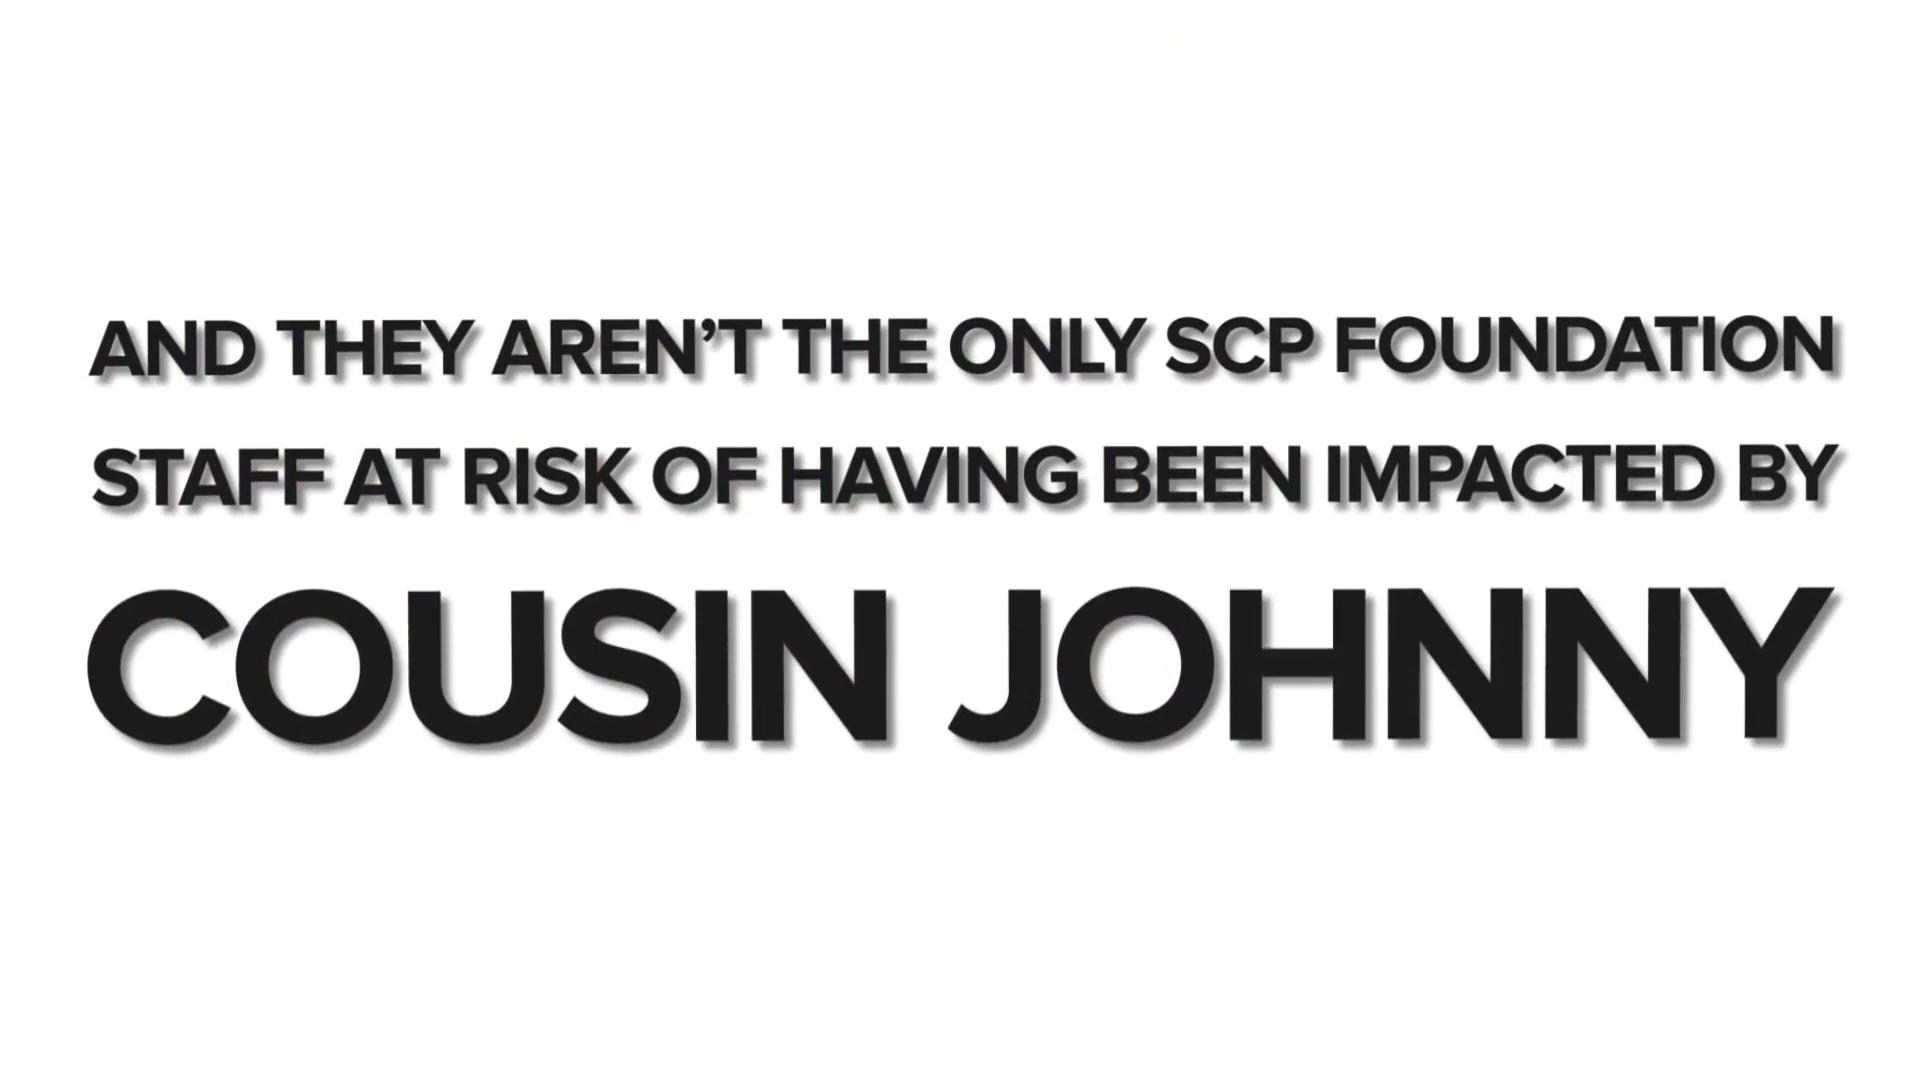 AND THEY AREN’T THE ONLY SCP FOUNDATION
STAFF AT RISK OF HAVING BEEN IMPACTED BY
COUSIN JOHNNY